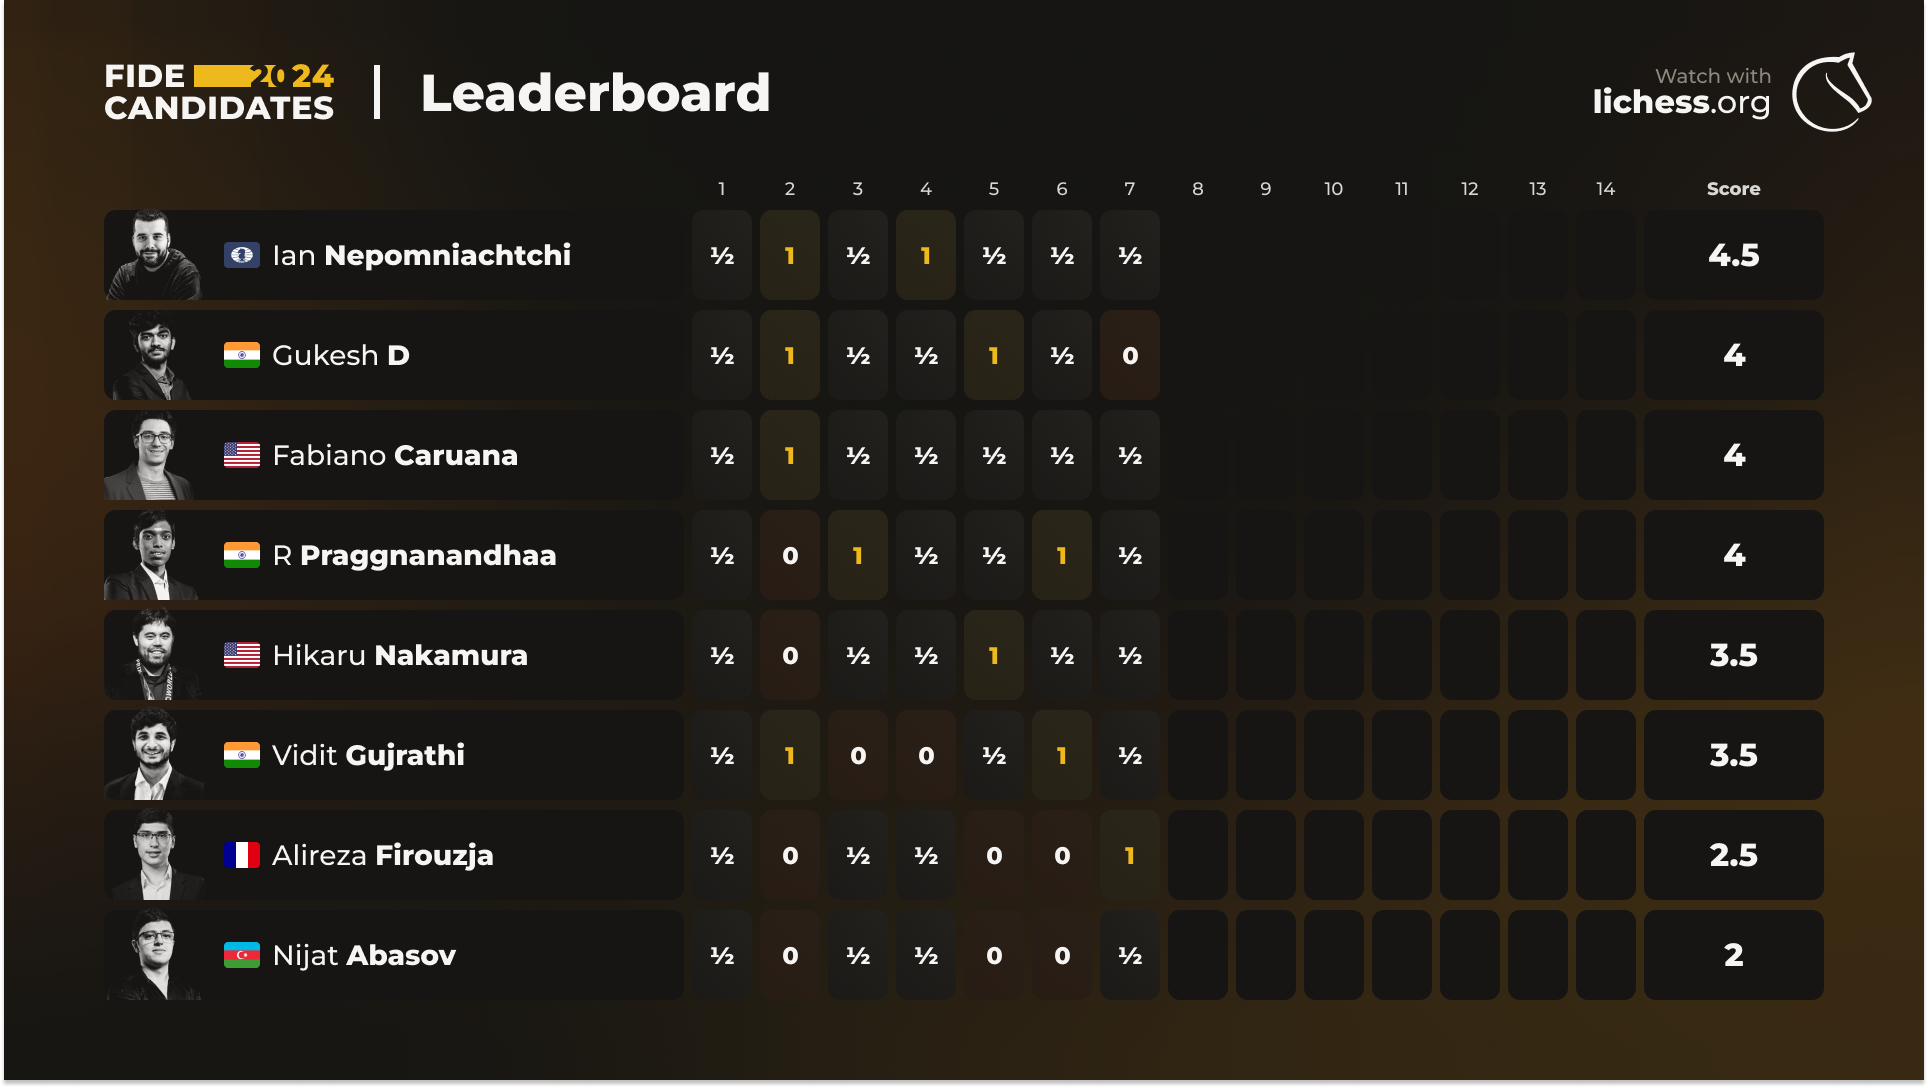 FIDE 2024
CANDIDATES
Leaderboard
Watch with
lichess.org
1 2 3 4 5 6 7 8 9 10 11 12 13 14 Score
Ian Nepomniachtchi ½ 1 ½ 1 ½ ½ ½ 4.5
Gukesh D ½ 1 ½ ½ 1 ½ 0 4
Fabiano Caruana ½ 1 ½ ½ ½ ½ ½ 4
R Praggnanandhaa ½ 0 1 ½ ½ 1 ½ 4
Hikaru Nakamura ½ 0 ½ ½ 1 ½ ½ 3.5
Vidit Gujrathi ½ 1 0 0 ½ 1 ½ 3.5
Alireza Firouzja ½ 0 ½ ½ 0 0 1 2.5
Nijat Abasov ½ 0 ½ ½ 0 0 ½ 2